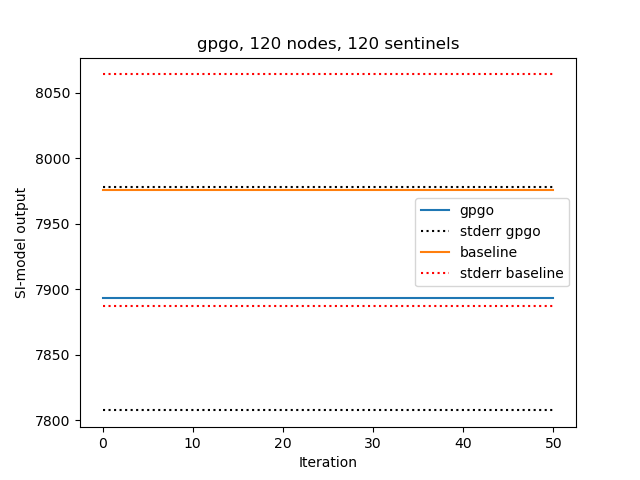 gpgo, 120 nodes, 120 sentinels
SI-model output
8050
8000
7950
7900
7850
7800
gpgo
stderr gpgo
baseline
stderr baseline
0 10 20 30 40 50
Iteration